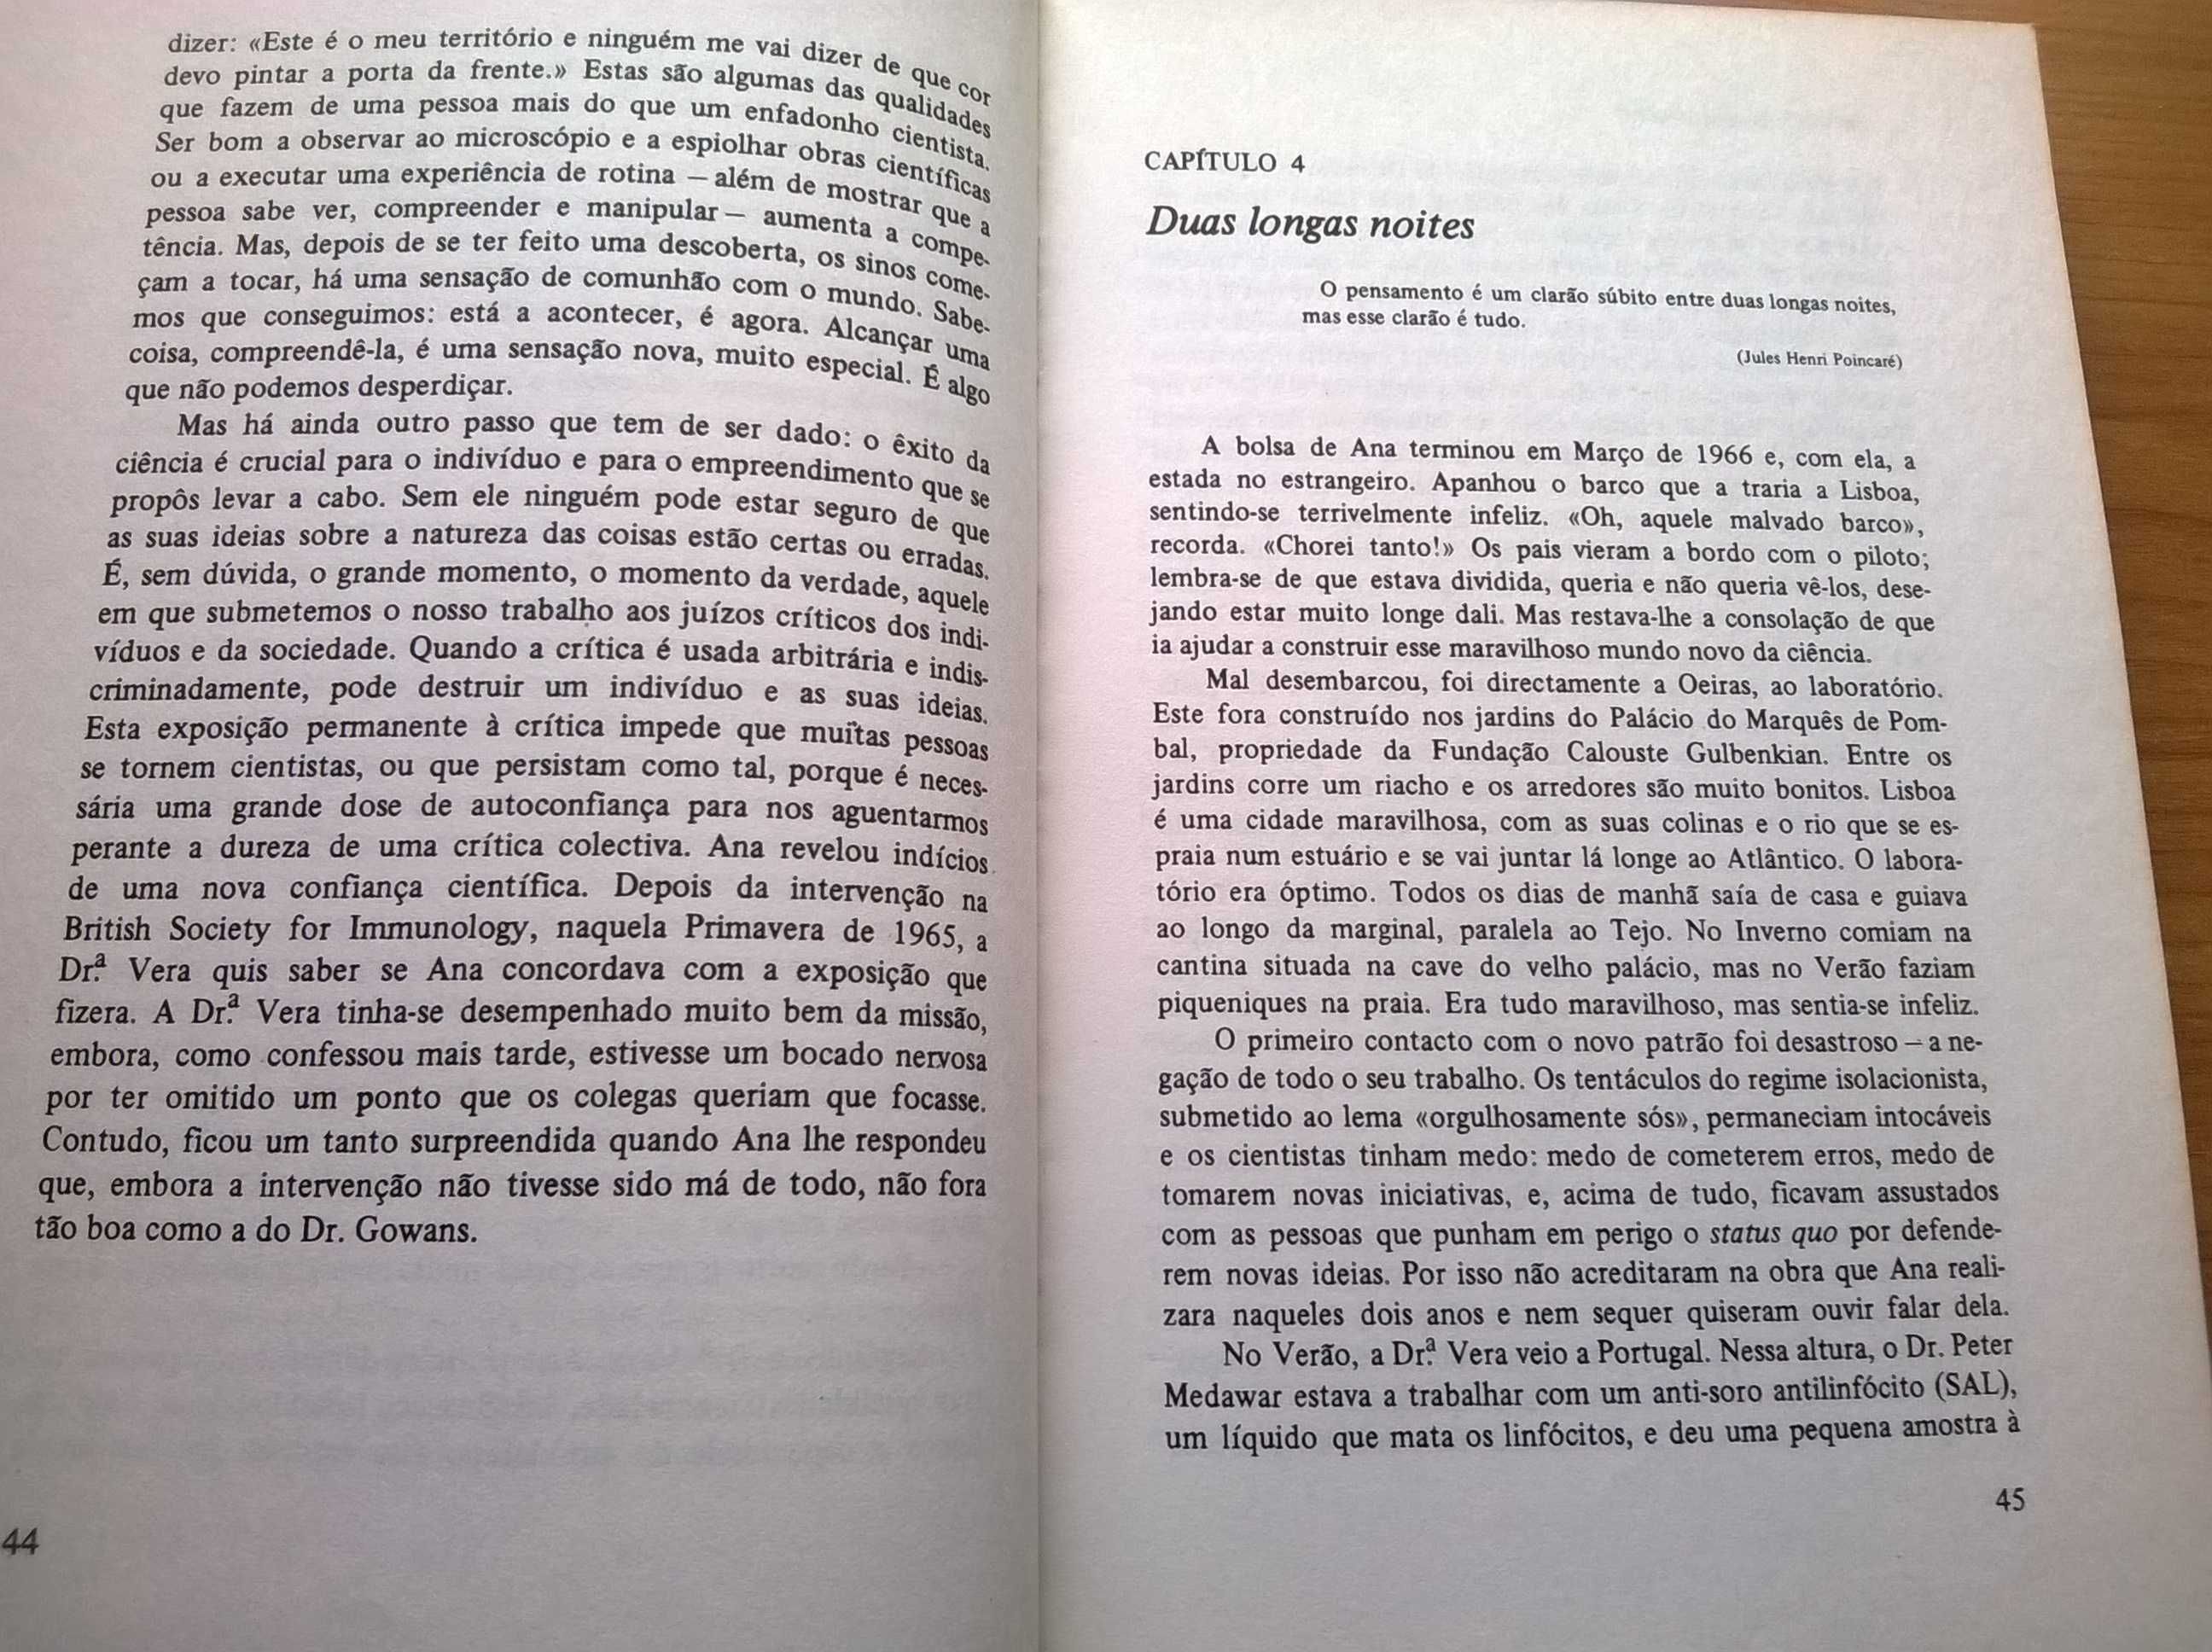 dizer: «Este é o meu território e ninguém me vai dizer de que cor
devo pintar a porta da frente.» Estas são algumas das qualidades
que fazem de uma pessoa mais do que um enfadonho cientista.
Ser bom a observar ao microscópio e a espiolhar obras científicas
ou a executar uma experiência de rotina — além de mostrar que a
pessoa sabe ver, compreender e manipular — aumenta a compe-
tência. Mas, depois de se ter feito uma descoberta, os sinos come-
çam a tocar, há uma sensação de comunhão com o mundo. Sabe-
mos que conseguimos: está a acontecer, é agora. Alcançar uma
coisa, compreendê-la, é uma sensação nova, muito especial. É algo
que não podemos desperdiçar.
Mas há ainda outro passo que tem de ser dado: o êxito da
ciência é crucial para o indivíduo e para o empreendimento que se
propôs levar a cabo. Sem ele ninguém pode estar seguro de que
as suas ideias sobre a natureza das coisas estão certas ou erradas.
É, sem dúvida, o grande momento, o momento da verdade, aquele
em que submetemos o nosso trabalho aos juízos críticos dos indi-
víduos e da sociedade. Quando a crítica é usada arbitrária e indis-
criminadamente, pode destruir um indivíduo e as suas ideias.
Esta exposição permanente à crítica impede que muitas pessoas
se tornem cientistas, ou que persistam como tal, porque é neces-
sária uma grande dose de autoconfiança para nos aguentarmos
perante a dureza de uma crítica colectiva. Ana revelou indícios
de uma nova confiança científica. Depois da intervenção na
British Society for Immunology, naquela Primavera de 1965, a
Dr.ª Vera quis saber se Ana concordava com a exposição que
fizera. A Dr.ª Vera tinha-se desempenhado muito bem da missão,
embora, como confessou mais tarde, estivesse um bocado nervosa
por ter omitido um ponto que os colegas queriam que focasse.
Contudo, ficou um tanto surpreendida quando Ana lhe respondeu
que, embora a intervenção não tivesse sido má de todo, não fora
tão boa como a do Dr. Gowans.
44
CAPÍTULO 4
Duas longas noites
O pensamento é um clarão súbito entre duas longas noites,
mas esse clarão é tudo.
(Jules Henri Poincaré)
A bolsa de Ana terminou em Março de 1966 e, com ela, a
estada no estrangeiro. Apanhou o barco que a traria a Lisboa,
sentindo-se terrivelmente infeliz. «Oh, aquele malvado barco»,
recorda. «Chorei tanto!» Os pais vieram a bordo com o piloto;
lembra-se de que estava dividida, queria e não queria vê-los, dese-
jando estar muito longe dali. Mas restava-lhe a consolação de que
ia ajudar a construir esse maravilhoso mundo novo da ciência.
Mal desembarcou, foi directamente a Oeiras, ao laboratório.
Este fora construído nos jardins do Palácio do Marquês de Pom-
bal, propriedade da Fundação Calouste Gulbenkian. Entre os
jardins corre um riacho e os arredores são muito bonitos. Lisboa
é uma cidade maravilhosa, com as suas colinas e o rio que se es-
praia num estuário e se vai juntar lá longe ao Atlântico. O labora-
tório era óptimo. Todos os dias de manhã saía de casa e guiava
ao longo da marginal, paralela ao Tejo. No Inverno comiam na
cantina situada na cave do velho palácio, mas no Verão faziam
piqueniques na praia. Era tudo maravilhoso, mas sentia-se infeliz.
O primeiro contacto com o novo patrão foi desastroso — a ne-
gação de todo o seu trabalho. Os tentáculos do regime isolacionista,
submetido ao lema «orgulhosamente sós», permaneciam intocáveis
e os cientistas tinham medo: medo de cometerem erros, medo de
tomarem novas iniciativas, e, acima de tudo, ficavam assustados
com as pessoas que punham em perigo o status quo por defende-
rem novas ideias. Por isso não acreditaram na obra que Ana reali-
zara naqueles dois anos e nem sequer quiseram ouvir falar dela.
No Verão, a Dr.ª Vera veio a Portugal. Nessa altura, o Dr. Peter
Medawar estava a trabalhar com um anti-soro antilinfócito (SAL),
um líquido que mata os linfócitos, e deu uma pequena amostra à
45